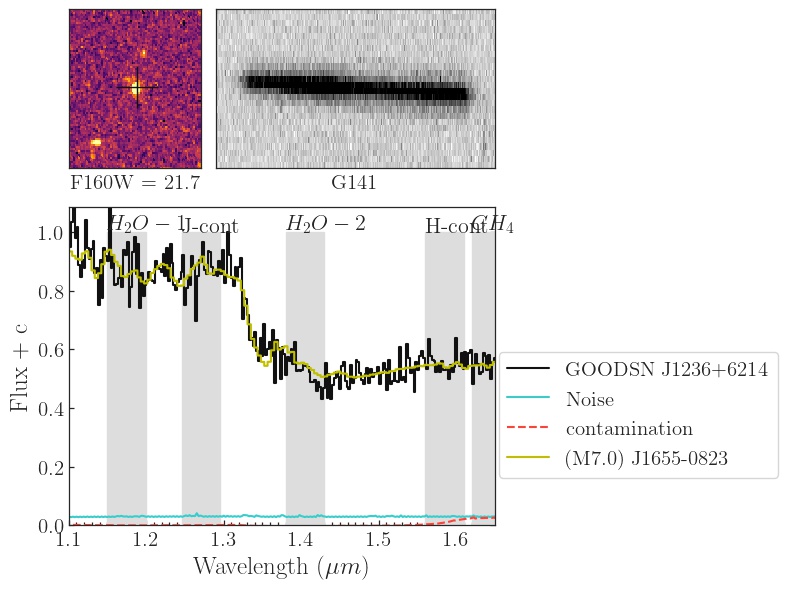 F160W = 21.7
G141
H₂O − 1
J-cont
H₂O − 2
H-cont
CH₄
1.0
0.8
0.6
0.4
0.2
0.0
Flux + c
1.1
1.2
1.3
1.4
1.5
1.6
Wavelength (μm)
GOODSN J1236+6214
Noise
contamination
(M7.0) J1655-0823